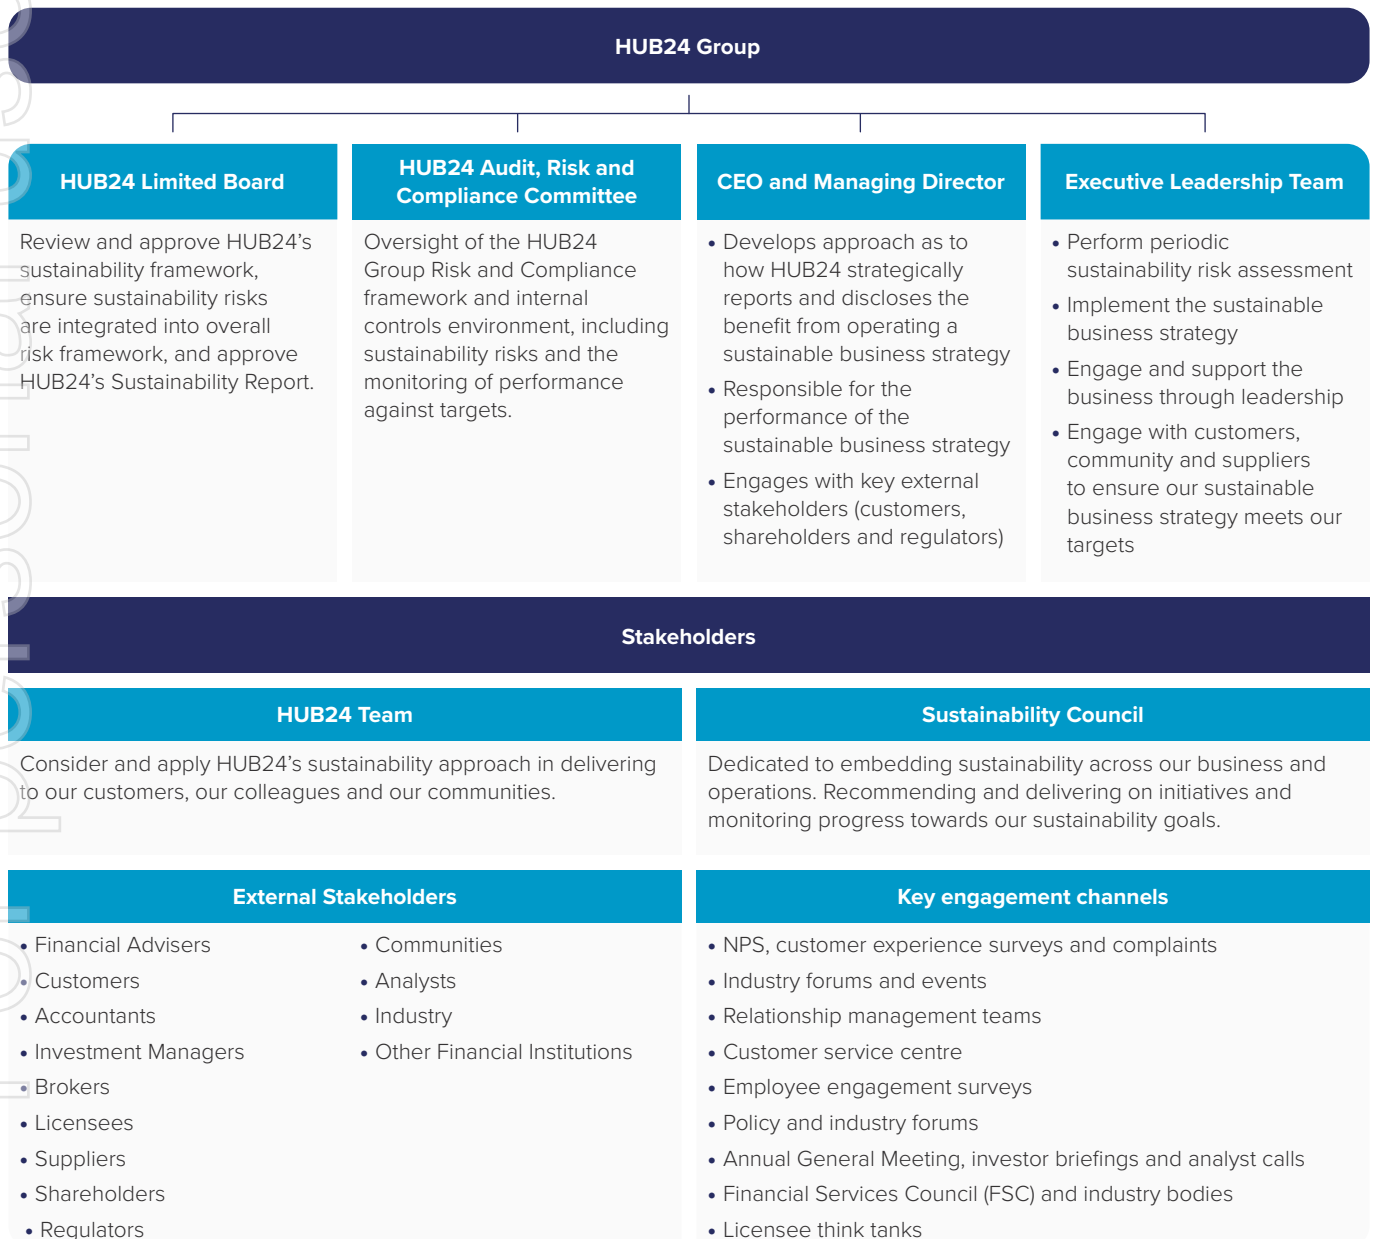 HUB24 Group
HUB24 Limited Board
Review and approve HUB24’s
sustainability framework,
ensure sustainability risks
are integrated into overall
risk framework, and approve
HUB24’s Sustainability Report.
HUB24 Audit, Risk and
Compliance Committee
Oversight of the HUB24
Group Risk and Compliance
framework and internal
controls environment, including
sustainability risks and the
monitoring of performance
against targets.
CEO and Managing Director
• Develops approach as to
how HUB24 strategically
reports and discloses the
benefit from operating a
sustainable business strategy
• Responsible for the
performance of the
sustainable business strategy
• Engages with key external
stakeholders (customers,
shareholders and regulators)
Executive Leadership Team
• Perform periodic
sustainability risk assessment
• Implement the sustainable
business strategy
• Engage and support the
business through leadership
• Engage with customers,
community and suppliers
to ensure our sustainable
business strategy meets our
targets
Stakeholders
HUB24 Team
Consider and apply HUB24’s sustainability approach in delivering
to our customers, our colleagues and our communities.
Sustainability Council
Dedicated to embedding sustainability across our business and
operations. Recommending and delivering on initiatives and
monitoring progress towards our sustainability goals.
External Stakeholders
• Financial Advisers
• Customers
• Accountants
• Investment Managers
• Brokers
• Licensees
• Suppliers
• Shareholders
• Regulators
• Communities
• Analysts
• Industry
• Other Financial Institutions
Key engagement channels
• NPS, customer experience surveys and complaints
• Industry forums and events
• Relationship management teams
• Customer service centre
• Employee engagement surveys
• Policy and industry forums
• Annual General Meeting, investor briefings and analyst calls
• Financial Services Council (FSC) and industry bodies
• Licensee think tanks